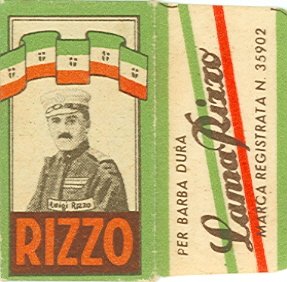 Luigi Rizzo
RIZZO
PER BARBA DURA
Lama Rizzo
MARCA REGISTRATA N. 35902